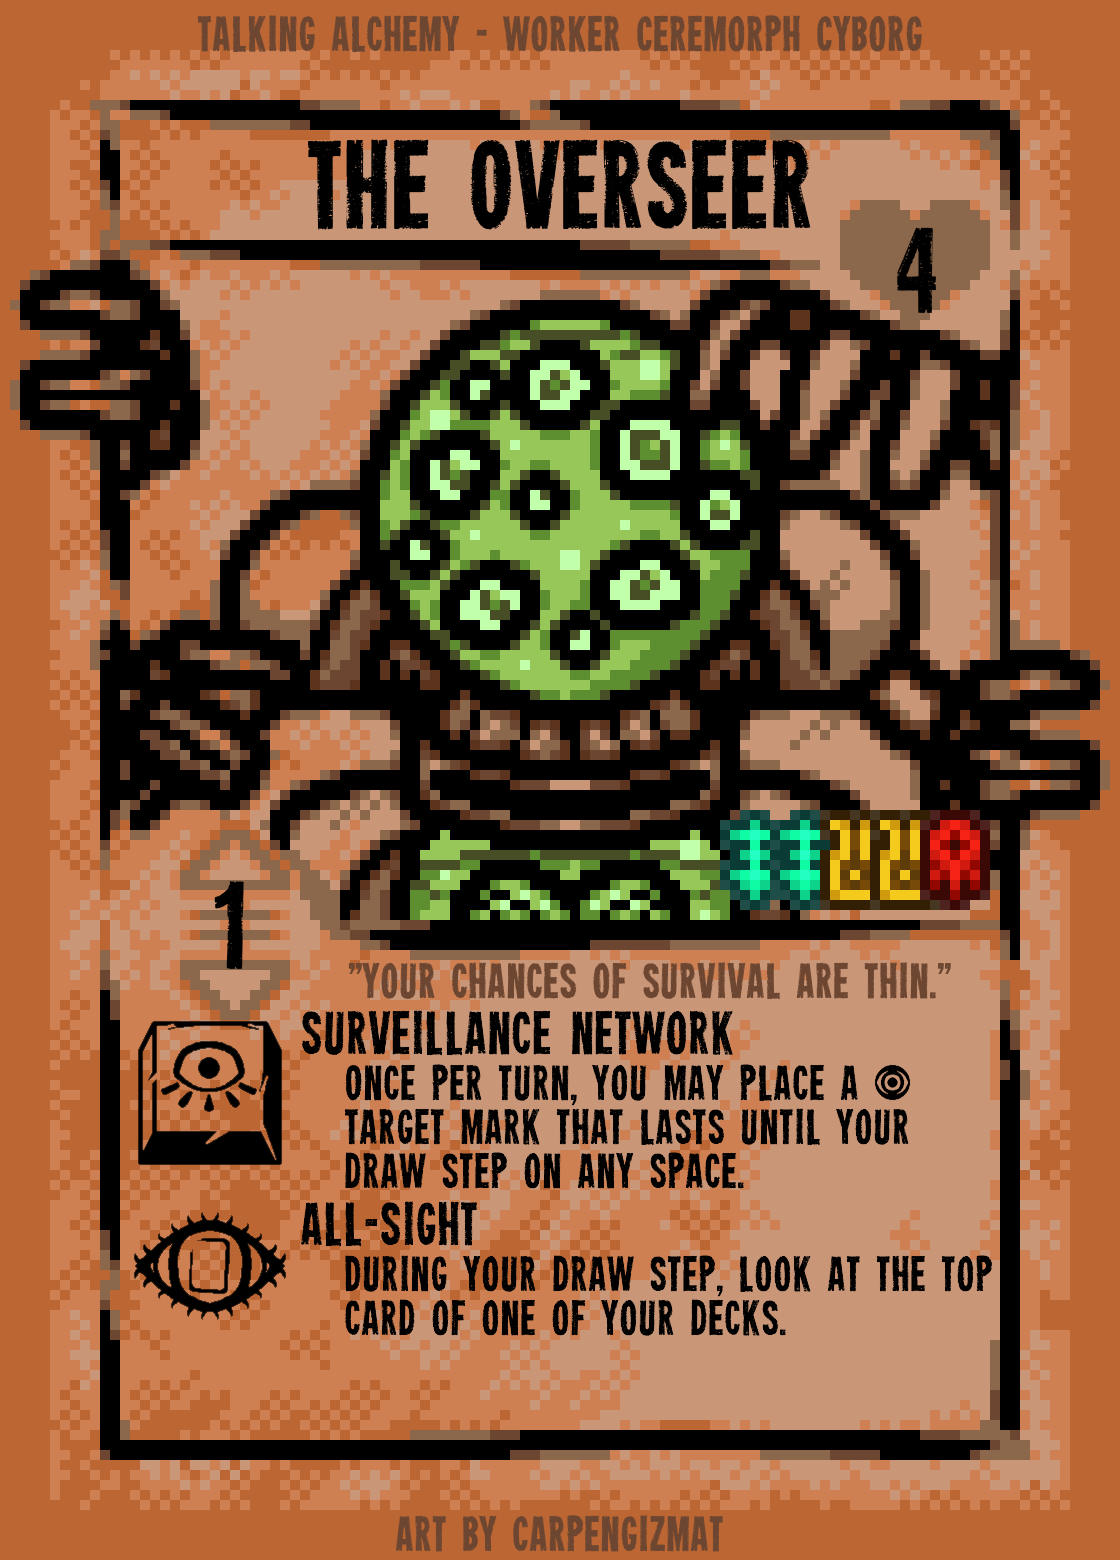 TALKING ALCHEMY - WORKER CEREMORPH CYBORG
THE OVERSEER
4
1
"YOUR CHANCES OF SURVIVAL ARE THIN."
SURVEILLANCE NETWORK
ONCE PER TURN, YOU MAY PLACE A
TARGET MARK THAT LASTS UNTIL YOUR
DRAW STEP ON ANY SPACE.
ALL-SIGHT
DURING YOUR DRAW STEP, LOOK AT THE TOP
CARD OF ONE OF YOUR DECKS.
ART BY CARPENGIZMAT